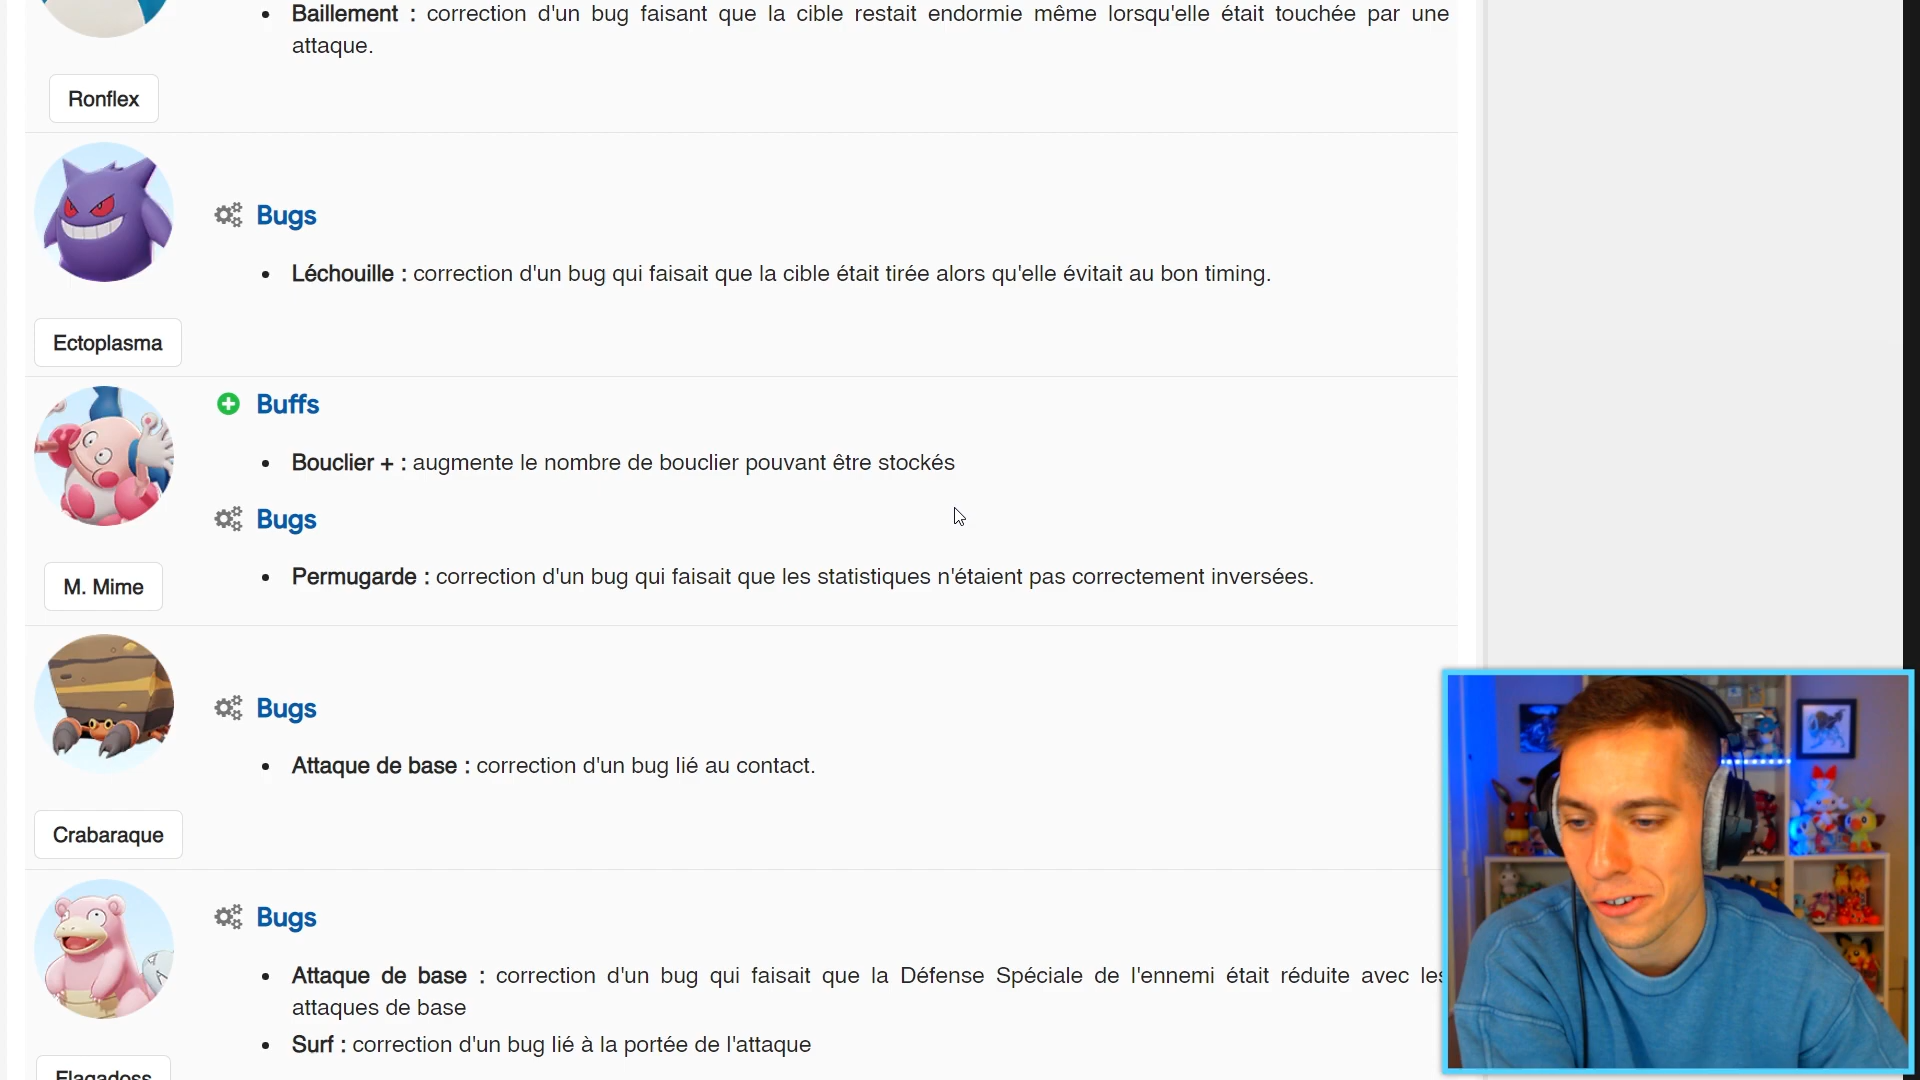 Baillement : correction d'un bug faisant que la cible restait endormie même lorsqu'elle était touchée par une
attaque.
Ronflex
Bugs
Léchouille : correction d'un bug qui faisait que la cible était tirée alors qu'elle évitait au bon timing.
Ectoplasma
Buffs
Bouclier + : augmente le nombre de bouclier pouvant être stockés
Bugs
Permugarde : correction d'un bug qui faisait que les statistiques n'étaient pas correctement inversées.
M. Mime
Bugs
Attaque de base : correction d'un bug lié au contact.
Crabaraque
Bugs
Attaque de base : correction d'un bug qui faisait que la Défense Spéciale de l'ennemi était réduite avec les
attaques de base
Surf : correction d'un bug lié à la portée de l'attaque
Flagadoss